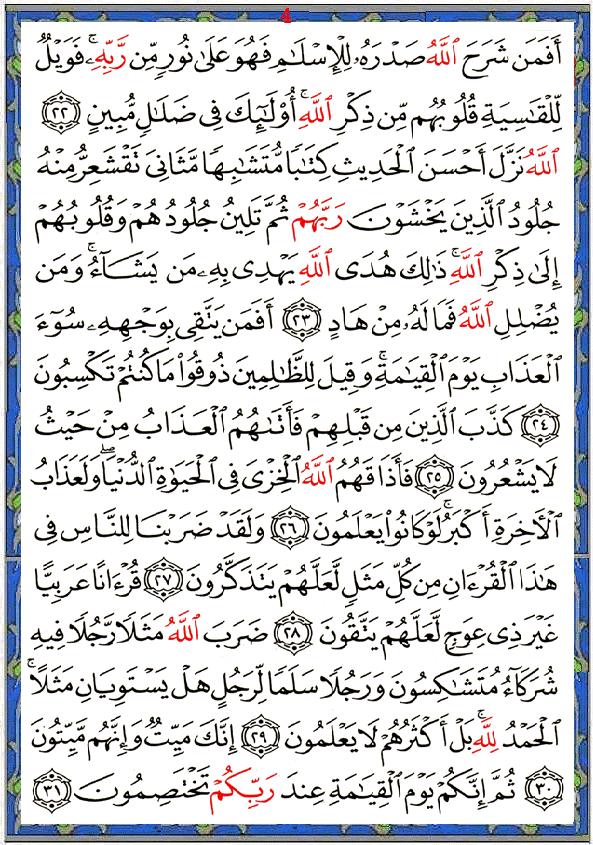 4
أَفَمَن شَرَحَ ٱللَّهُ صَدْرَهُۥ لِلْإِسْلَٰمِ فَهُوَ عَلَىٰ نُورٍ مِّن رَّبِّهِۦ ۚ فَوَيْلٌ
لِّلْقَٰسِيَةِ قُلُوبُهُم مِّن ذِكْرِ ٱللَّهِ ۚ أُو۟لَٰٓئِكَ فِى ضَلَٰلٍ مُّبِينٍ ٢٢
ٱللَّهُ نَزَّلَ أَحْسَنَ ٱلْحَدِيثِ كِتَٰبًا مُّتَشَٰبِهًا مَّثَانِىَ تَقْشَعِرُّ مِنْهُ
جُلُودُ ٱلَّذِينَ يَخْشَوْنَ رَبَّهُمْ ثُمَّ تَلِينُ جُلُودُهُمْ وَقُلُوبُهُمْ
إِلَىٰ ذِكْرِ ٱللَّهِ ۚ ذَٰلِكَ هُدَى ٱللَّهِ يَهْدِى بِهِۦ مَن يَشَآءُ ۚ وَمَن
يُضْلِلِ ٱللَّهُ فَمَا لَهُۥ مِنْ هَادٍ ٢٣ أَفَمَن يَتَّقِى بِوَجْهِهِۦ سُوٓءَ
ٱلْعَذَابِ يَوْمَ ٱلْقِيَٰمَةِ ۚ وَقِيلَ لِلظَّٰلِمِينَ ذُوقُوا۟ مَا كُنتُمْ تَكْسِبُونَ
٢٤ كَذَّبَ ٱلَّذِينَ مِن قَبْلِهِمْ فَأَتَىٰهُمُ ٱلْعَذَابُ مِنْ حَيْثُ
لَا يَشْعُرُونَ ٢٥ فَأَذَاقَهُمُ ٱللَّهُ ٱلْخِزْىَ فِى ٱلْحَيَوٰةِ ٱلدُّنْيَا ۖ وَلَعَذَابُ
ٱلْءَاخِرَةِ أَكْبَرُ ۚ لَوْ كَانُوا۟ يَعْلَمُونَ ٢٦ وَلَقَدْ ضَرَبْنَا لِلنَّاسِ فِى
هَٰذَا ٱلْقُرْءَانِ مِن كُلِّ مَثَلٍ لَّعَلَّهُمْ يَتَذَكَّرُونَ ٢٧ قُرْءَانًا عَرَبِيًّا
غَيْرَ ذِى عِوَجٍ لَّعَلَّهُمْ يَتَّقُونَ ٢٨ ضَرَبَ ٱللَّهُ مَثَلًا رَّجُلًا فِيهِ
شُرَكَآءُ مُتَشَٰكِسُونَ وَرَجُلًا سَلَمًا لِّرَجُلٍ هَلْ يَسْتَوِيَانِ مَثَلًا ۚ
ٱلْحَمْدُ لِلَّهِ ۚ بَلْ أَكْثَرُهُمْ لَا يَعْلَمُونَ ٢٩ إِنَّكَ مَيِّتٌ وَإِنَّهُم مَّيِّتُونَ
٣٠ ثُمَّ إِنَّكُمْ يَوْمَ ٱلْقِيَٰمَةِ عِندَ رَبِّكُمْ تَخْتَصِمُونَ ٣١